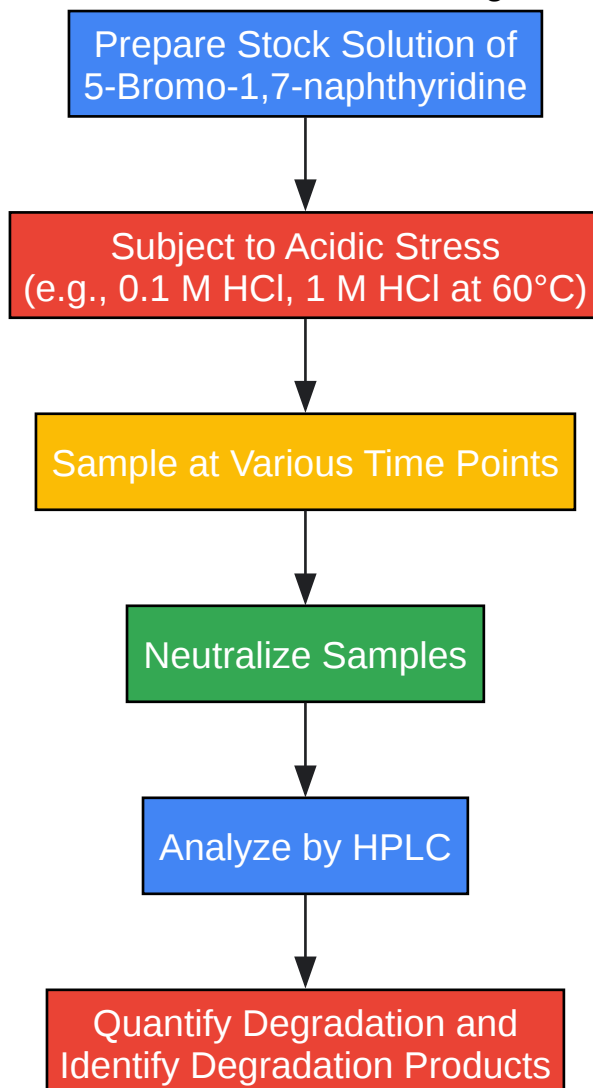 Prepare Stock Solution of
5-Bromo-1,7-naphthyridine
Subject to Acidic Stress
(e.g., 0.1 M HCl, 1 M HCl at 60°C)
Sample at Various Time Points
Neutralize Samples
Analyze by HPLC
Quantify Degradation and
Identify Degradation Products